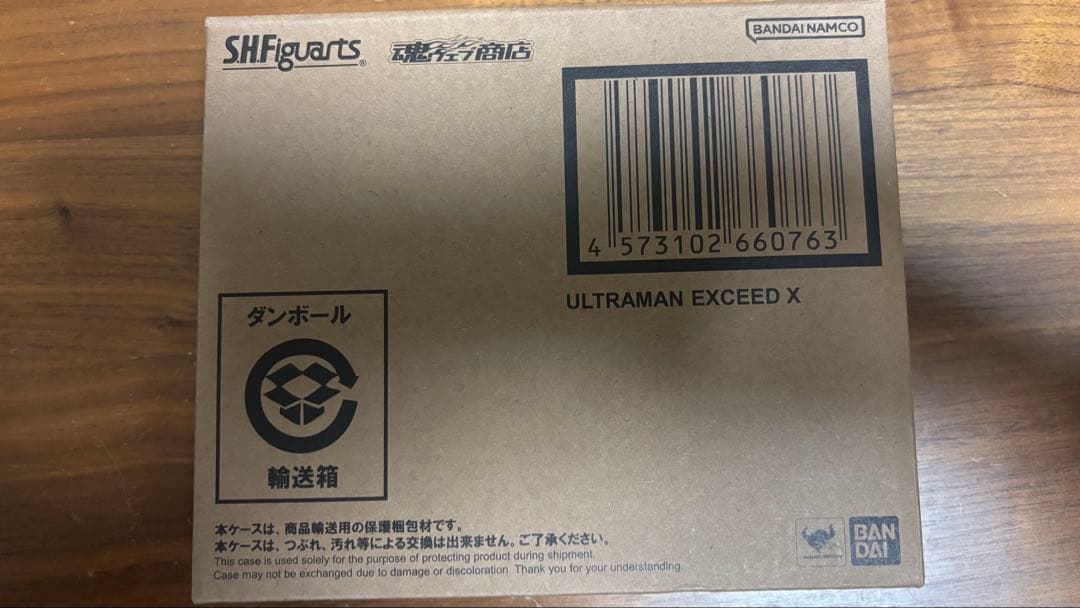 S.H.Figuarts®
魂ウェブ商店
BANDAI NAMCO
4 573102 660763
ULTRAMAN EXCEED X
ダンボール
輸送箱
本ケースは、商品輸送用の保護梱包材です。
本ケースは、つぶれ、汚れ等による交換は出来ません。ご了承ください。
This case is used solely for the purpose of protecting product during shipment.
Case may not be exchanged due to damage or discoloration. Thank you for your understanding.
BAN
DAI